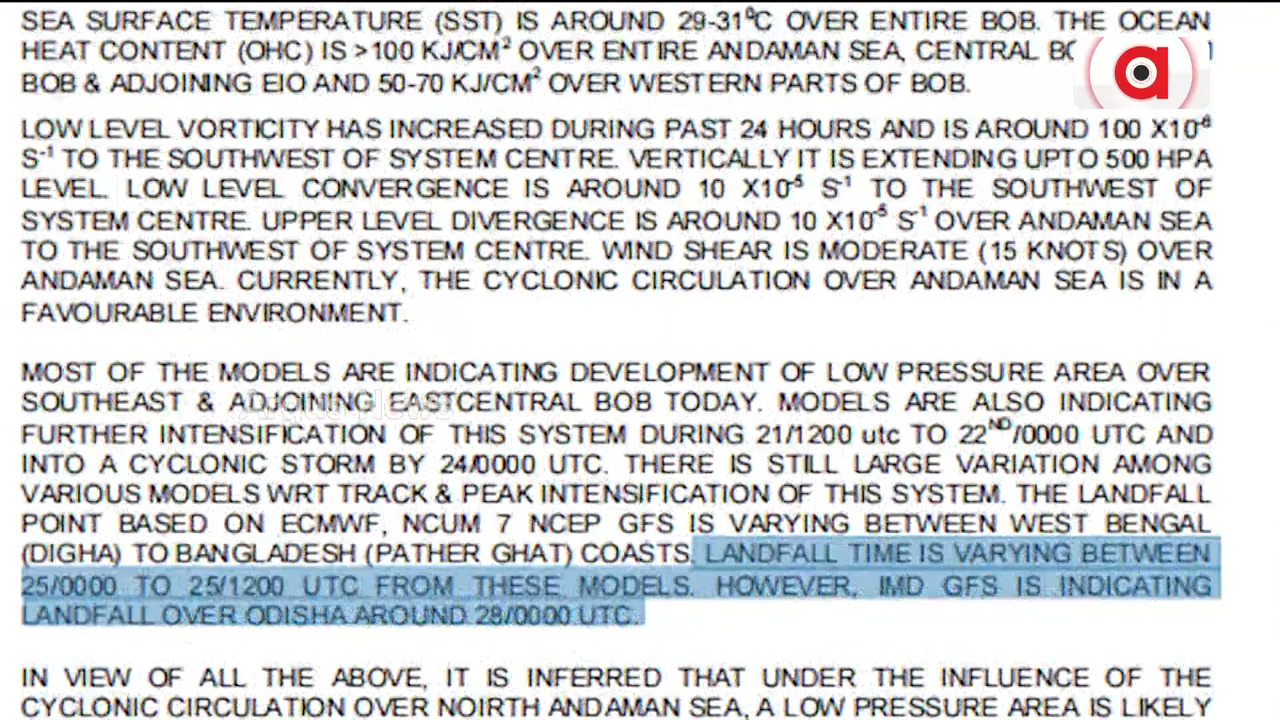 SEA SURFACE TEMPERATURE (SST) IS AROUND 29-31⁰C OVER ENTIRE BOB. THE OCEAN
HEAT CONTENT (OHC) IS >100 KJ/CM² OVER ENTIRE ANDAMAN SEA, CENTRAL
BOB & ADJOINING EIO AND 50-70 KJ/CM² OVER WESTERN PARTS OF BOB.
a
LOW LEVEL VORTICITY HAS INCREASED DURING PAST 24 HOURS AND IS AROUND 100 X10⁻⁶
S⁻¹ TO THE SOUTHWEST OF SYSTEM CENTRE. VERTICALLY IT IS EXTENDING UPTO 500 HPA
LEVEL. LOW LEVEL CONVERGENCE IS AROUND 10 X10⁻⁵ S⁻¹ TO THE SOUTHWEST OF
SYSTEM CENTRE. UPPER LEVEL DIVERGENCE IS AROUND 10 X10⁻⁵ S⁻¹ OVER ANDAMAN SEA
TO THE SOUTHWEST OF SYSTEM CENTRE. WIND SHEAR IS MODERATE (15 KNOTS) OVER
ANDAMAN SEA. CURRENTLY, THE CYCLONIC CIRCULATION OVER ANDAMAN SEA IS IN A
FAVOURABLE ENVIRONMENT.
MOST OF THE MODELS ARE INDICATING DEVELOPMENT OF LOW PRESSURE AREA OVER
SOUTHEAST & ADJOINING EASTCENTRAL BOB TODAY. MODELS ARE ALSO INDICATING
Argus News
FURTHER INTENSIFICATION OF THIS SYSTEM DURING 21/1200 utc TO 22ᴺᴰ/0000 UTC AND
INTO A CYCLONIC STORM BY 24/0000 UTC. THERE IS STILL LARGE VARIATION AMONG
VARIOUS MODELS WRT TRACK & PEAK INTENSIFICATION OF THIS SYSTEM. THE LANDFALL
POINT BASED ON ECMWF, NCUM 7 NCEP GFS IS VARYING BETWEEN WEST BENGAL
(DIGHA) TO BANGLADESH (PATHER GHAT) COASTS. LANDFALL TIME IS VARYING BETWEEN
25/0000 TO 25/1200 UTC FROM THESE MODELS. HOWEVER, IMD GFS IS INDICATING
LANDFALL OVER ODISHA AROUND 28/0000 UTC.
IN VIEW OF ALL THE ABOVE, IT IS INFERRED THAT UNDER THE INFLUENCE OF THE
CYCLONIC CIRCULATION OVER NOIRTH ANDAMAN SEA, A LOW PRESSURE AREA IS LIKELY